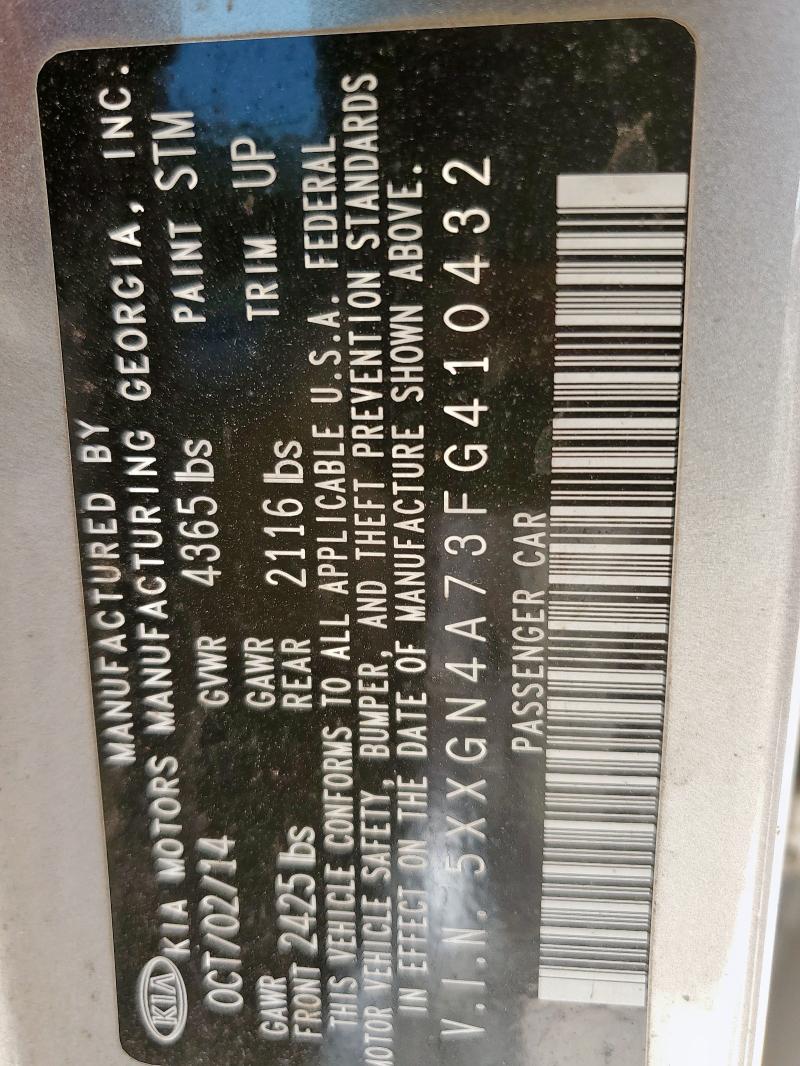 MANUFACTURED BY
KIA KIA MOTORS MANUFACTURING GEORGIA, INC.
OCT/02/14 GVWR 4365 lbs PAINT STM
GAWR FRONT 2425 lbs GAWR REAR 2116 lbs TRIM UP
THIS VEHICLE CONFORMS TO ALL APPLICABLE U.S.A. FEDERAL
MOTOR VEHICLE SAFETY, BUMPER, AND THEFT PREVENTION STANDARDS
IN EFFECT ON THE DATE OF MANUFACTURE SHOWN ABOVE.
V.I.N. 5XXGN4A73FG410432
PASSENGER CAR